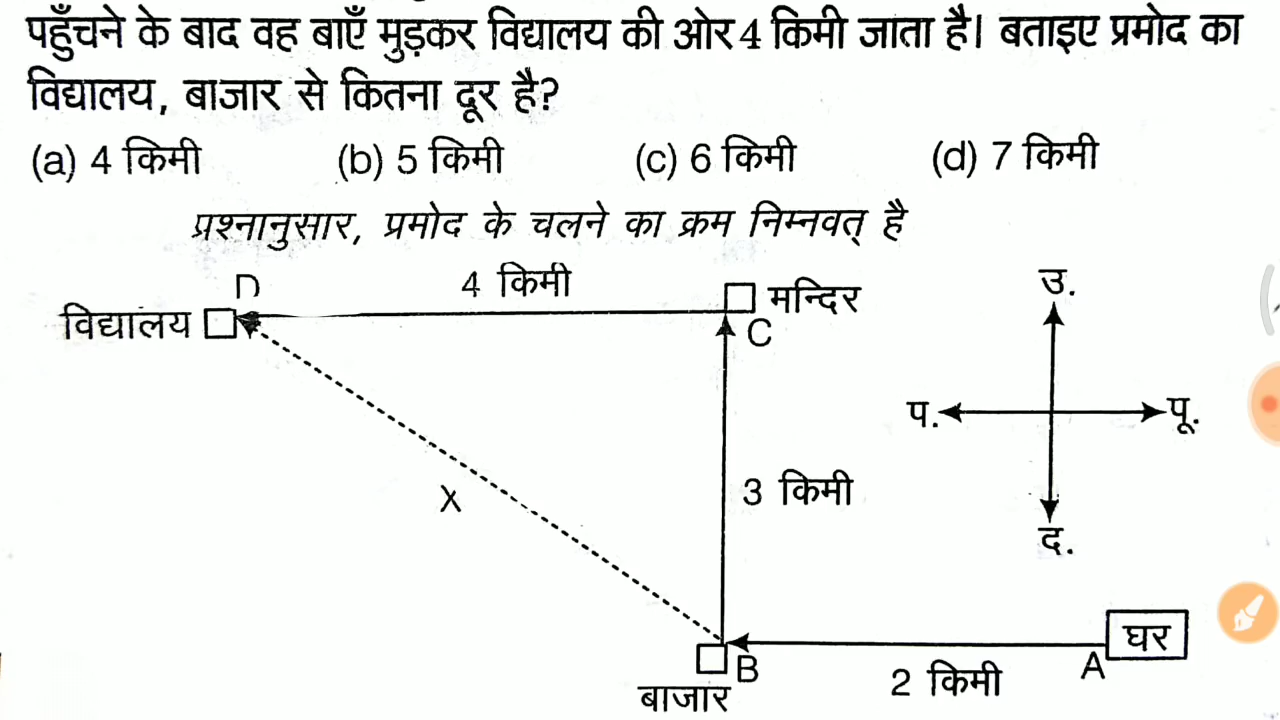 पहुँचने के बाद वह बाएँ मुड़कर विद्यालय की ओर 4 किमी जाता है। बताइए प्रमोद का
विद्यालय, बाजार से कितना दूर है?
(a) 4 किमी (b) 5 किमी (c) 6 किमी (d) 7 किमी
प्रश्नानुसार, प्रमोद के चलने का क्रम निम्नवत् है
D 4 किमी उ.
विद्यालय मन्दिर
C
प. पू.
X 3 किमी
द.
घर
B 2 किमी A
बाजार